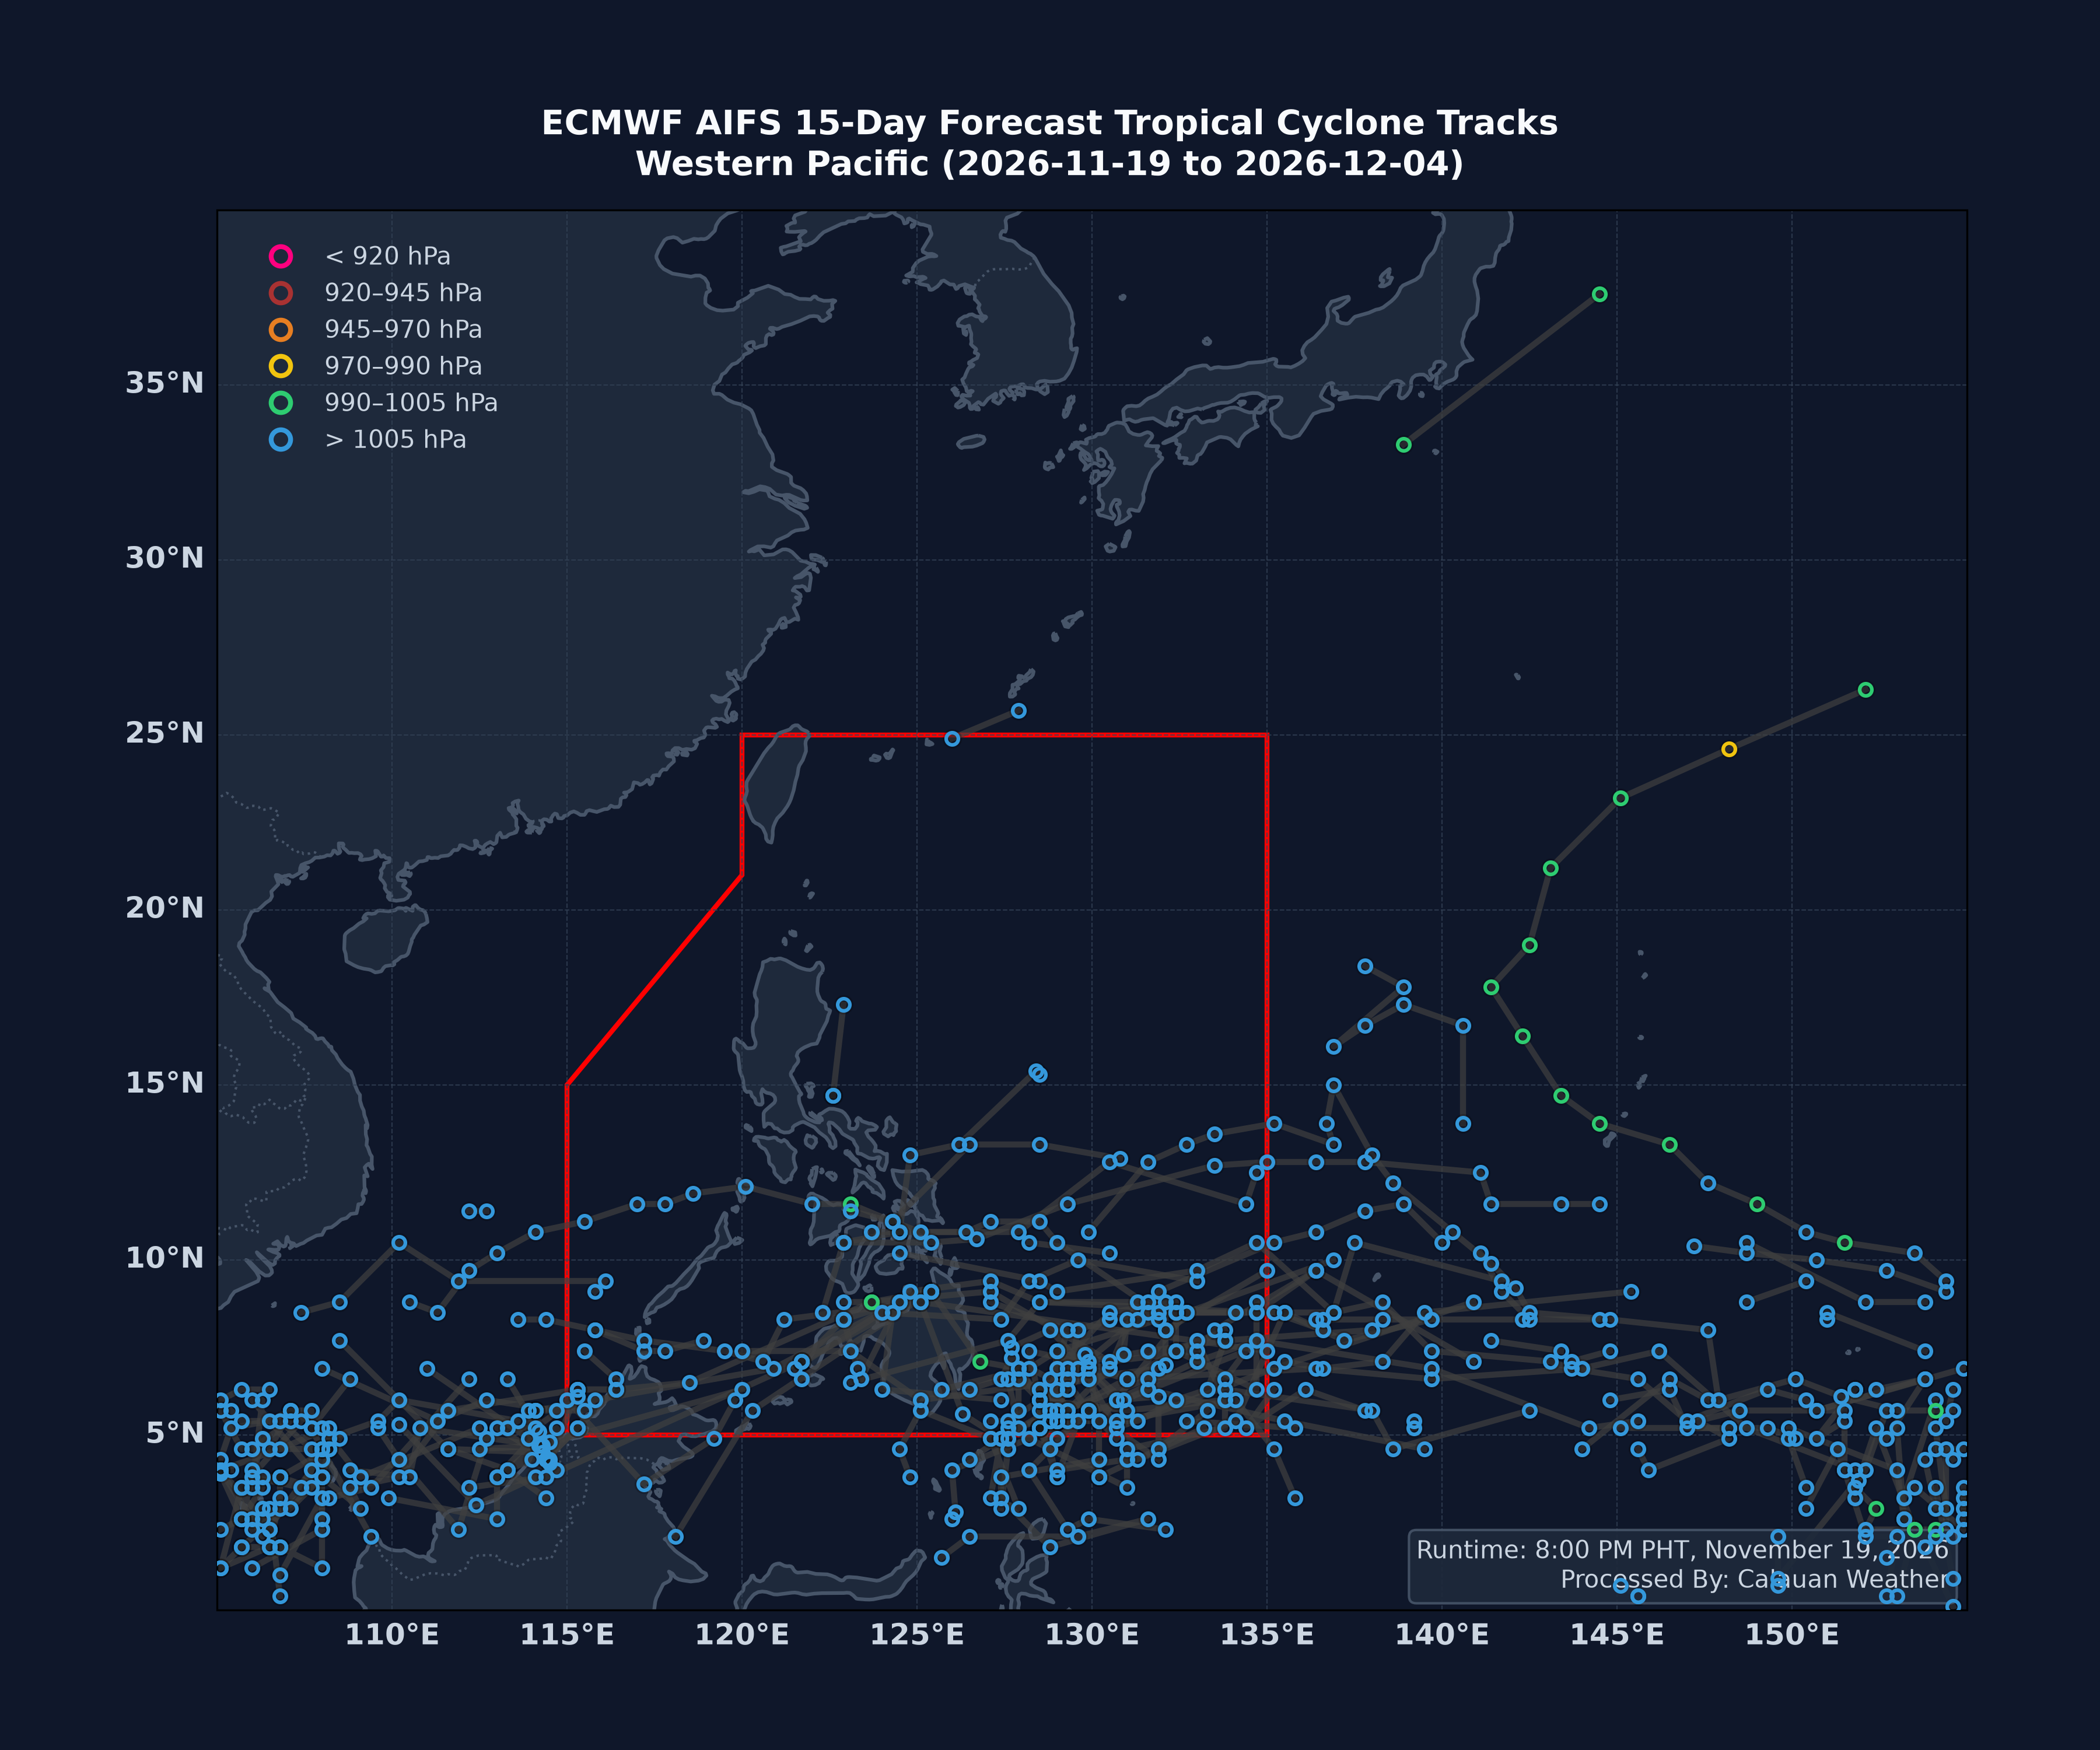 ECMWF AIFS 15-Day Forecast Tropical Cyclone Tracks
Western Pacific (2026-11-19 to 2026-12-04)
< 920 hPa
920–945 hPa
945–970 hPa
970–990 hPa
990–1005 hPa
> 1005 hPa
35°N
30°N
25°N
20°N
15°N
10°N
5°N
Runtime: 8:00 PM PHT, November 19, 2026
Processed By: Calauan Weather
110°E 115°E 120°E 125°E 130°E 135°E 140°E 145°E 150°E